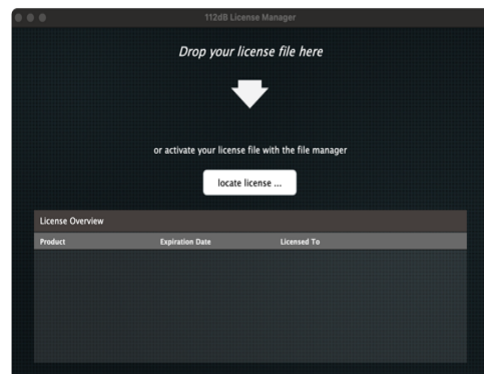 112dB License Manager
Drop your license file here
or activate your license file with the file manager
locate license ...
License Overview
Product Expiration Date Licensed To